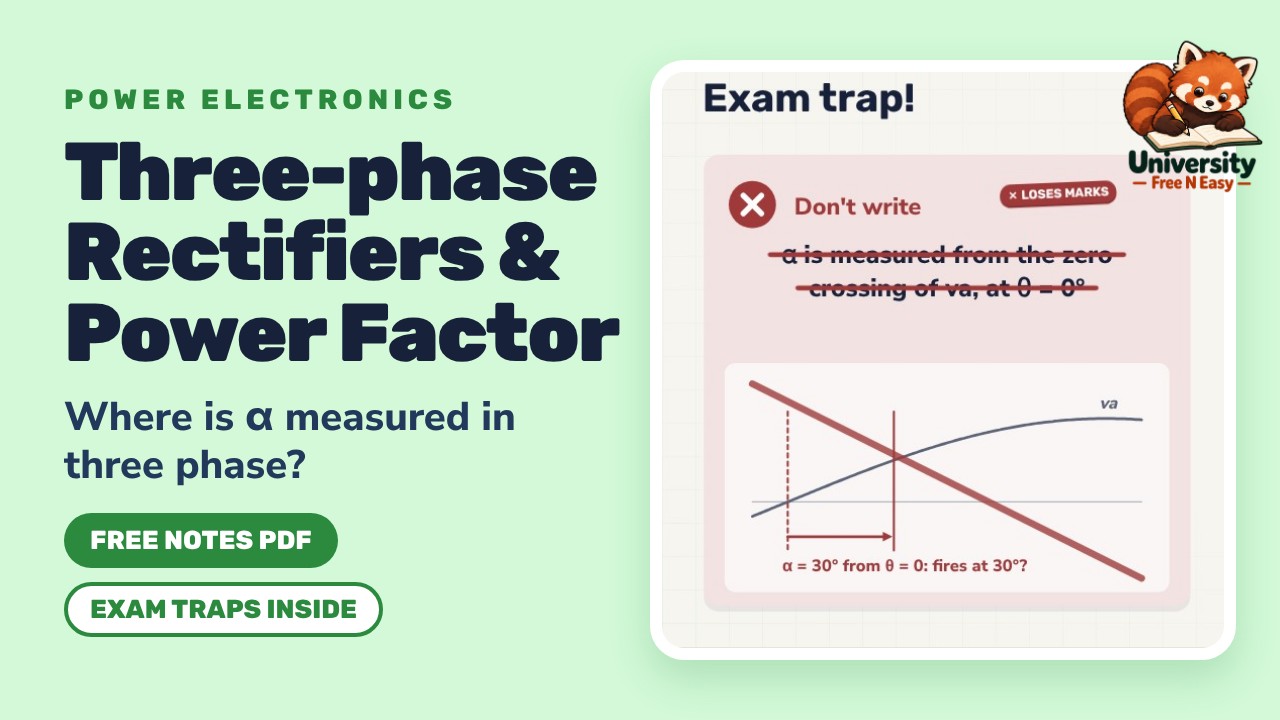 POWER ELECTRONICS
Three-phase
Rectifiers &
Power Factor
Where is α measured in
three phase?
FREE NOTES PDF
EXAM TRAPS INSIDE
Exam trap!
Don't write
× LOSES MARKS
α is measured from the zero
crossing of va, at θ = 0°
va
α = 30° from θ = 0: fires at 30°?
University
Free N Easy